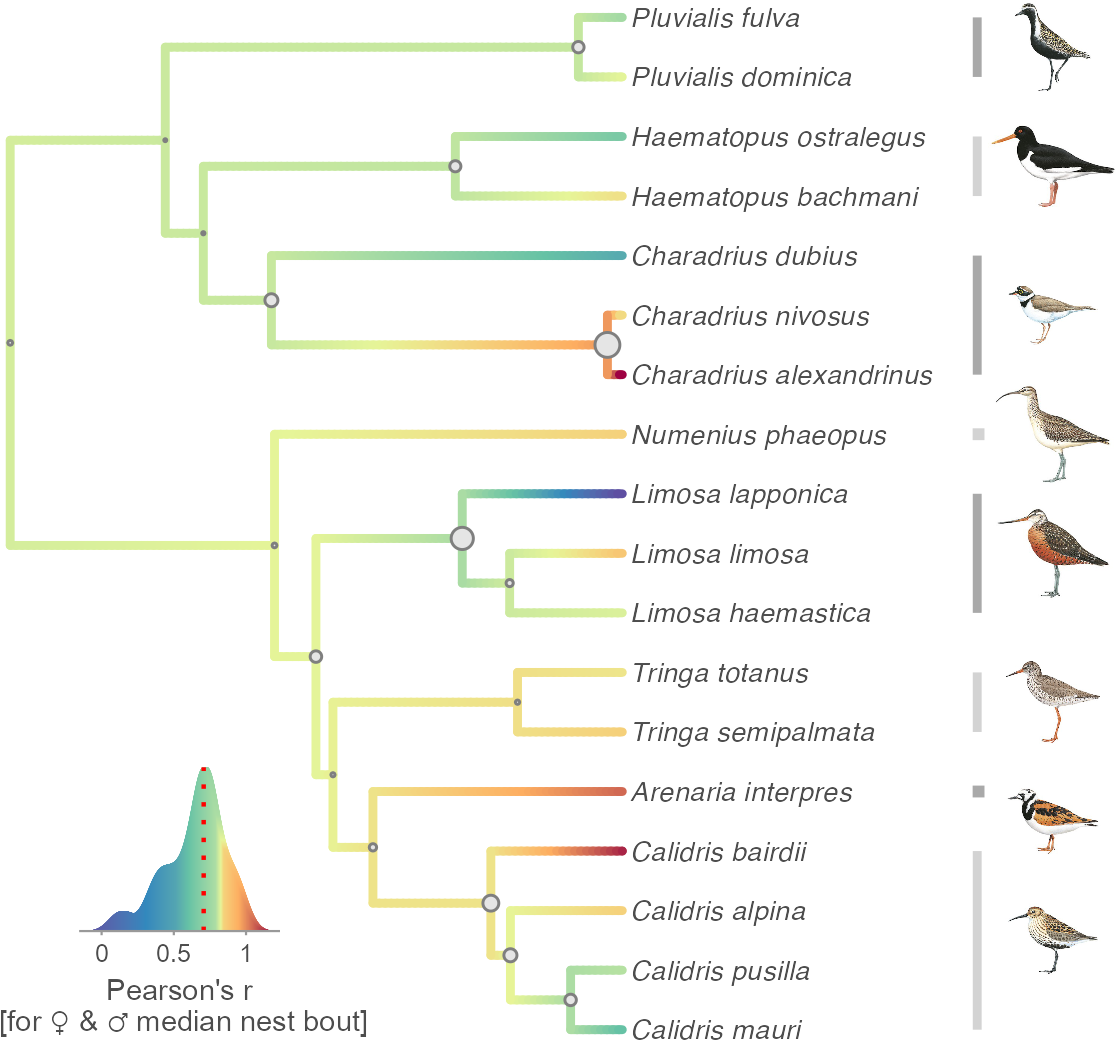 Pluvialis fulva
Pluvialis dominica
Haematopus ostralegus
Haematopus bachmani
Charadrius dubius
Charadrius nivosus
Charadrius alexandrinus
Numenius phaeopus
Limosa lapponica
Limosa limosa
Limosa haemastica
Tringa totanus
Tringa semipalmata
Arenaria interpres
Calidris bairdii
Calidris alpina
Calidris pusilla
Calidris mauri
0 0.5 1
Pearson's r
[for ♀ & ♂ median nest bout]